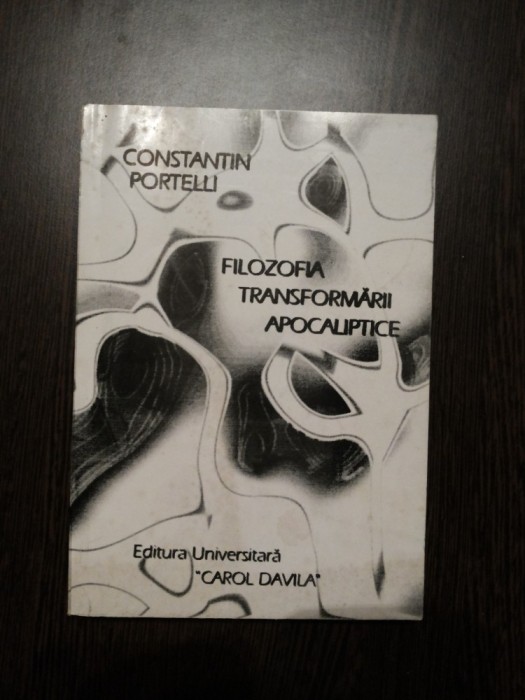 CONSTANTIN
PORTELLI
FILOZOFIA
TRANSFORMĂRII
APOCALIPTICE
Editura Universitară
"CAROL DAVILA"